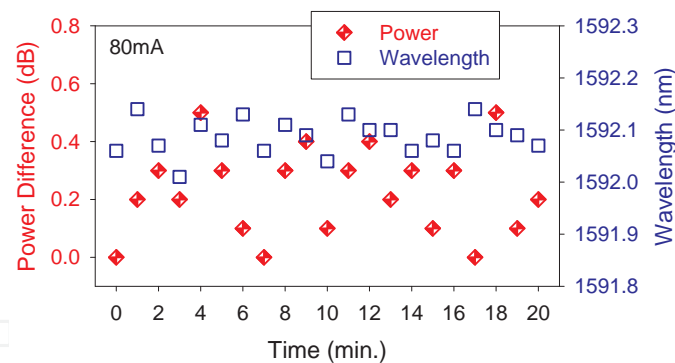 80mA
Power
Wavelength
Power Difference (dB)
0.8
0.6
0.4
0.2
0.0
1592.3
1592.2
1592.1
1592.0
1591.9
1591.8
Wavelength (nm)
0 2 4 6 8 10 12 14 16 18 20
Time (min.)